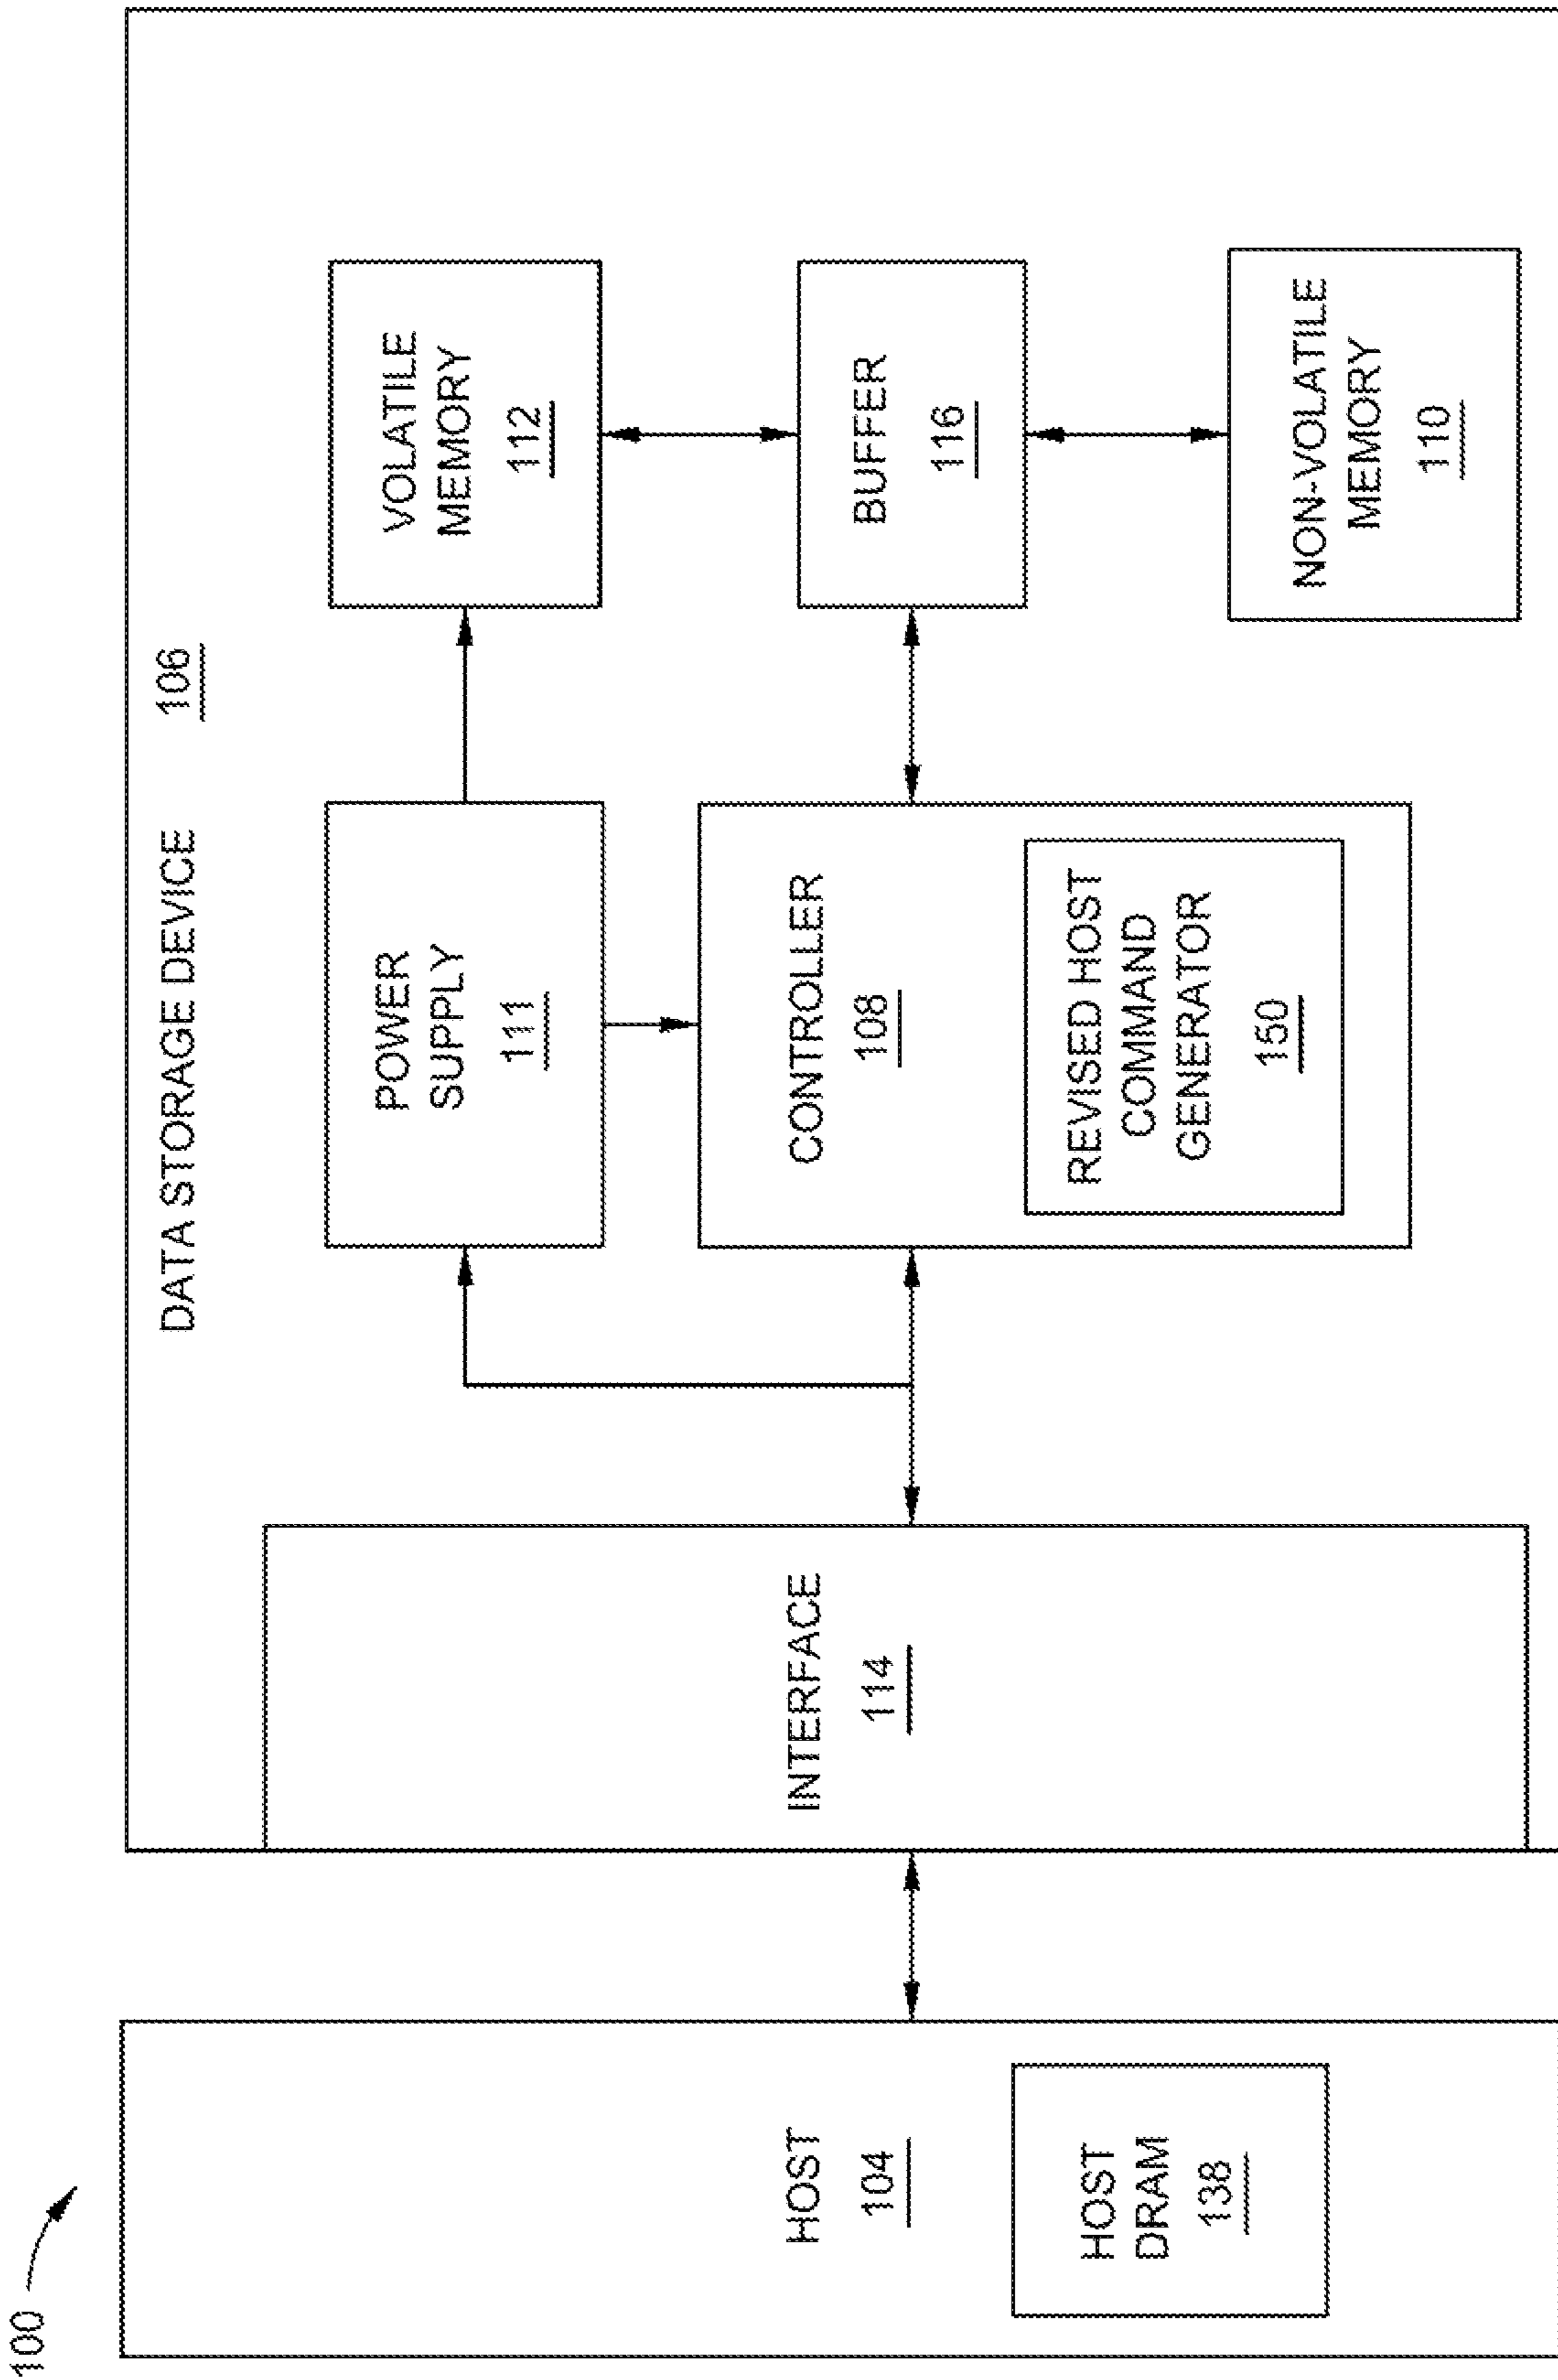 100
DATA STORAGE DEVICE 106
HOST
104
HOST
DRAM
138
INTERFACE
114
POWER
SUPPLY
111
CONTROLLER
108
REVISED HOST
COMMAND
GENERATOR
150
VOLATILE
MEMORY
112
BUFFER
116
NON-VOLATILE
MEMORY
110